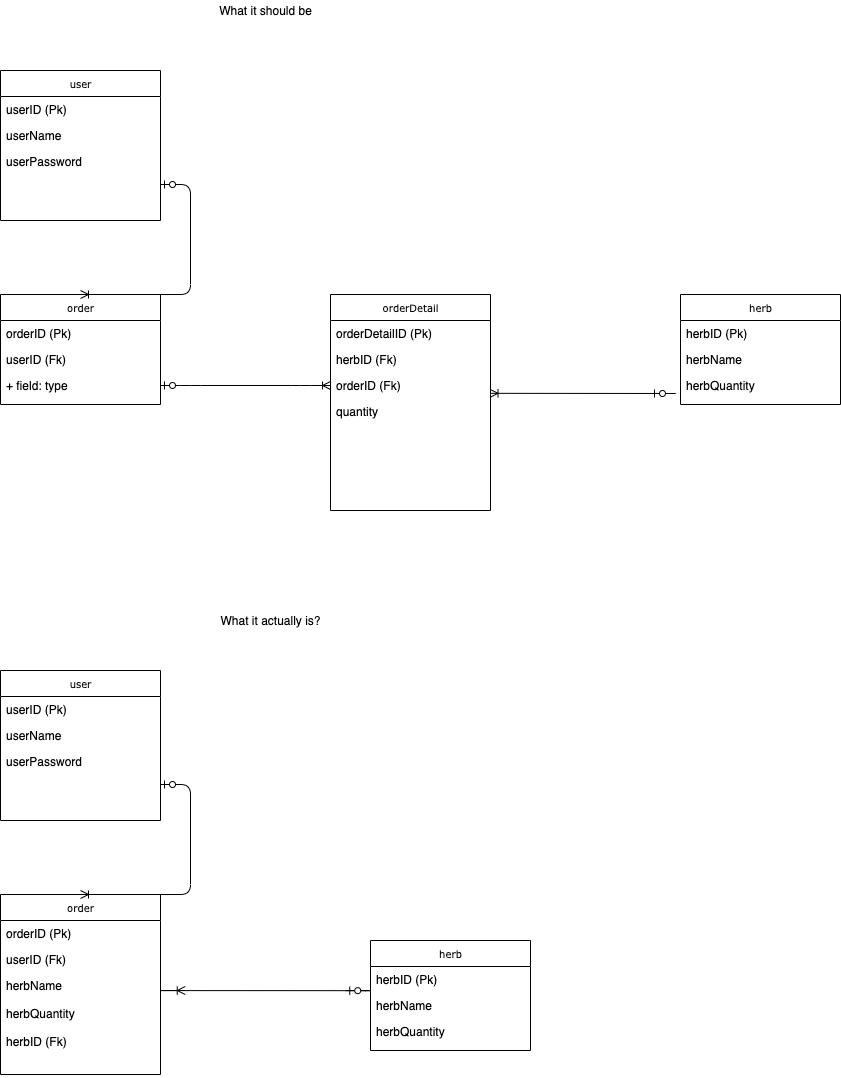 What it should be
user
userID (Pk)
userName
userPassword
order
orderID (Pk)
userID (Fk)
+ field: type
orderDetail
orderDetailID (Pk)
herbID (Fk)
orderID (Fk)
quantity
herb
herbID (Pk)
herbName
herbQuantity
What it actually is?
user
userID (Pk)
userName
userPassword
order
orderID (Pk)
userID (Fk)
herbName
herbQuantity
herbID (Fk)
herb
herbID (Pk)
herbName
herbQuantity